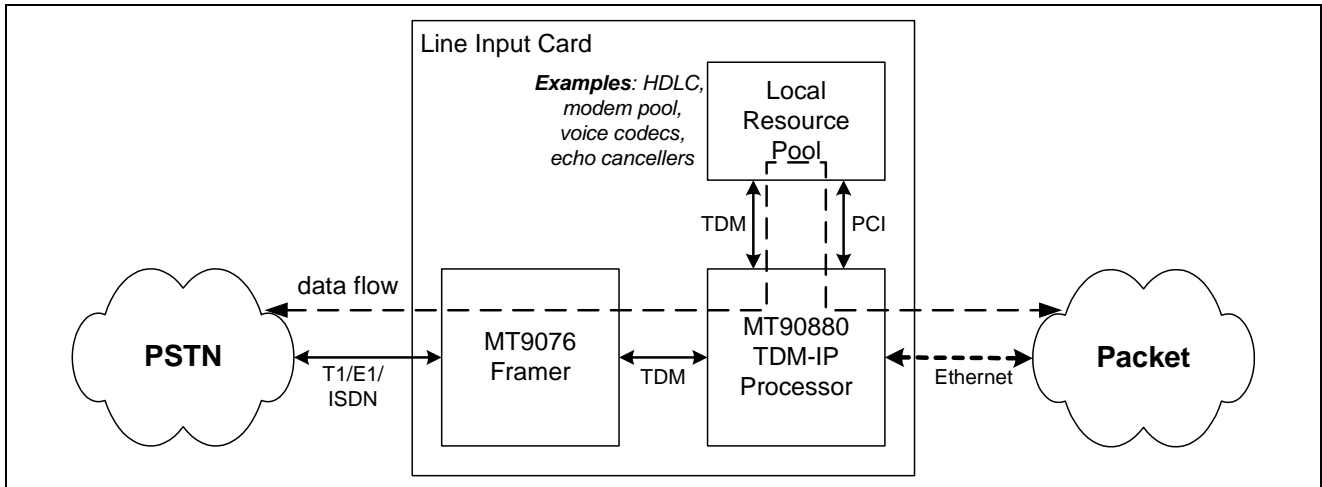 Line Input Card
Examples: HDLC,
modem pool,
voice codecs,
echo cancellers
Local
Resource
Pool
TDM
PCI
data flow
PSTN
T1/E1/
ISDN
MT9076
Framer
TDM
MT90880
TDM-IP
Processor
Ethernet
Packet